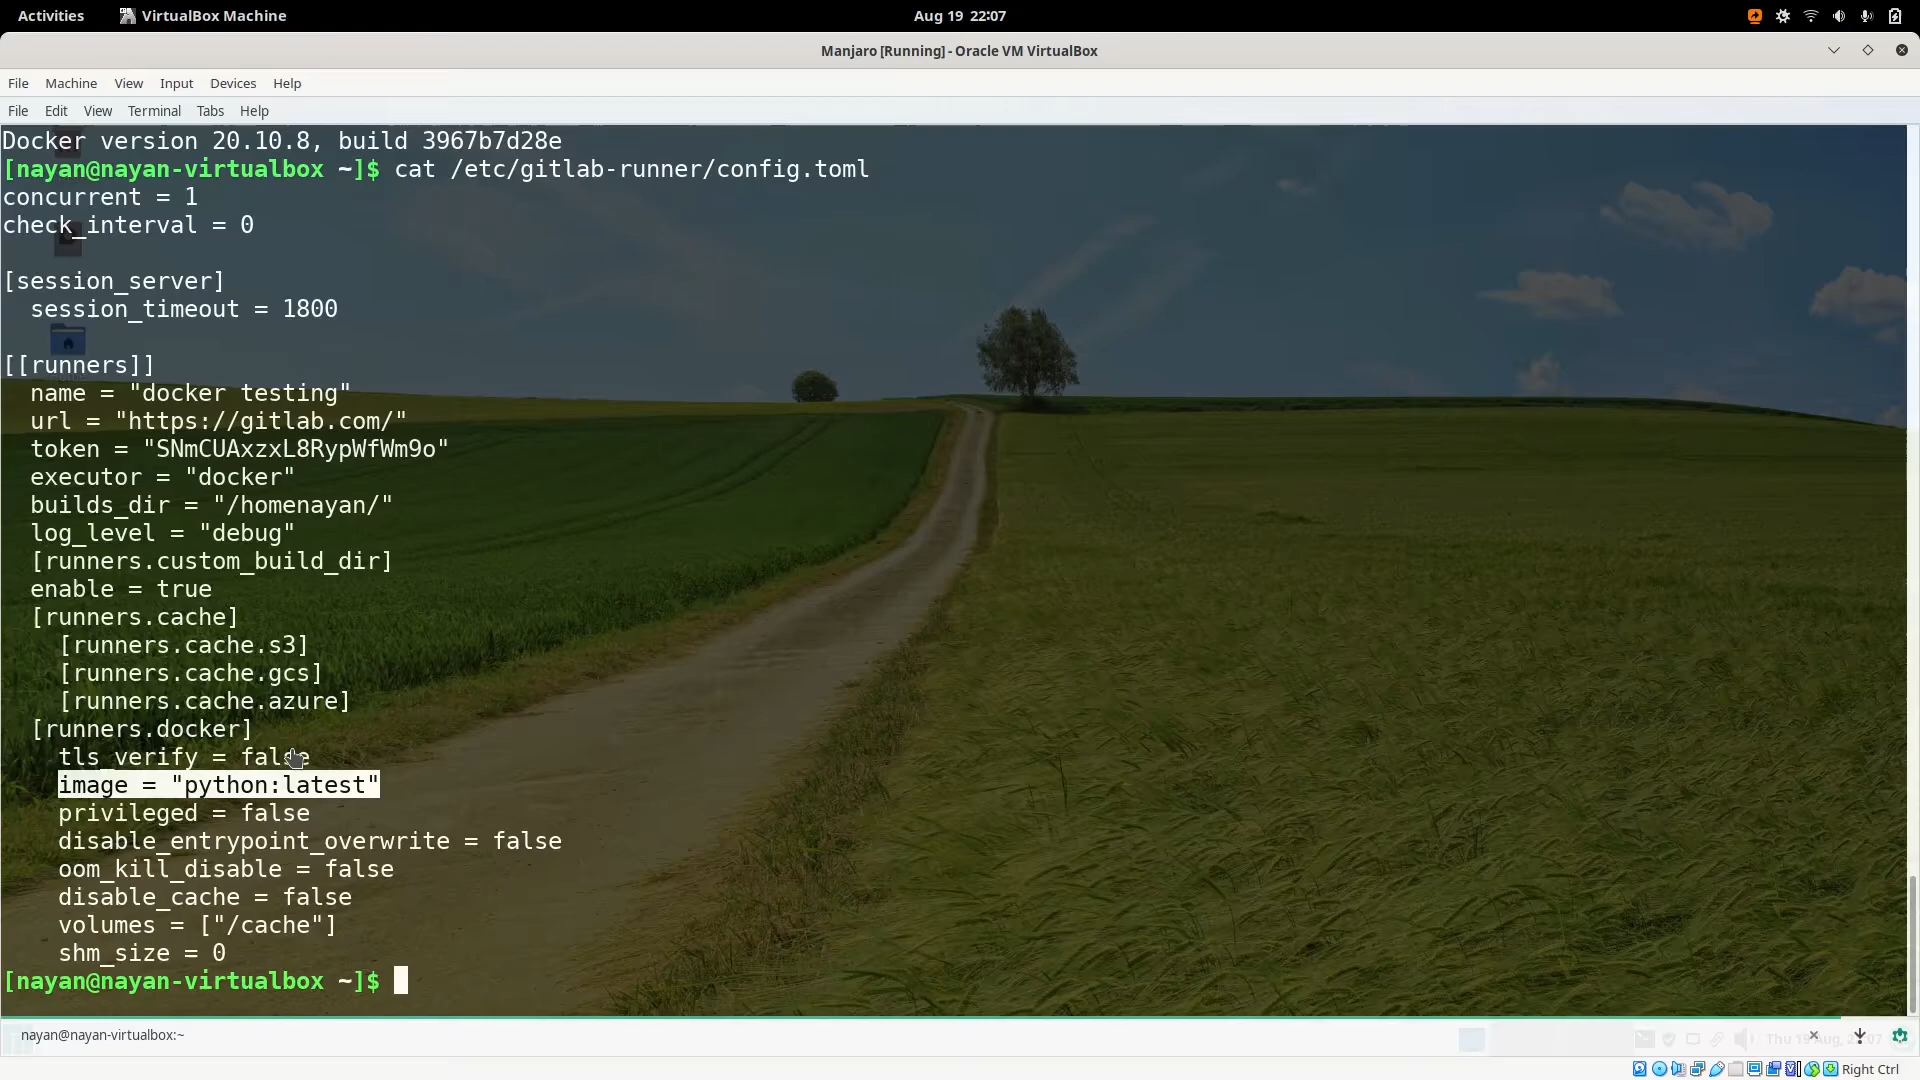 Activities VirtualBox Machine Aug 19 22:07
Manjaro [Running] - Oracle VM VirtualBox
File Machine View Input Devices Help
File Edit View Terminal Tabs Help
Docker version 20.10.8, build 3967b7d28e
[nayan@nayan-virtualbox ~]$ cat /etc/gitlab-runner/config.toml
concurrent = 1
check_interval = 0
[session_server]
session_timeout = 1800
[[runners]]
name = "docker testing"
url = "https://gitlab.com/"
token = "SNmCUAxzxL8RypWfWm9o"
executor = "docker"
builds_dir = "/homenayan/"
log_level = "debug"
[runners.custom_build_dir]
enable = true
[runners.cache]
[runners.cache.s3]
[runners.cache.gcs]
[runners.cache.azure]
[runners.docker]
tls_verify = false
image = "python:latest"
privileged = false
disable_entrypoint_overwrite = false
oom_kill_disable = false
disable_cache = false
volumes = ["/cache"]
shm_size = 0
[nayan@nayan-virtualbox ~]$
nayan@nayan-virtualbox:~
Right Ctrl